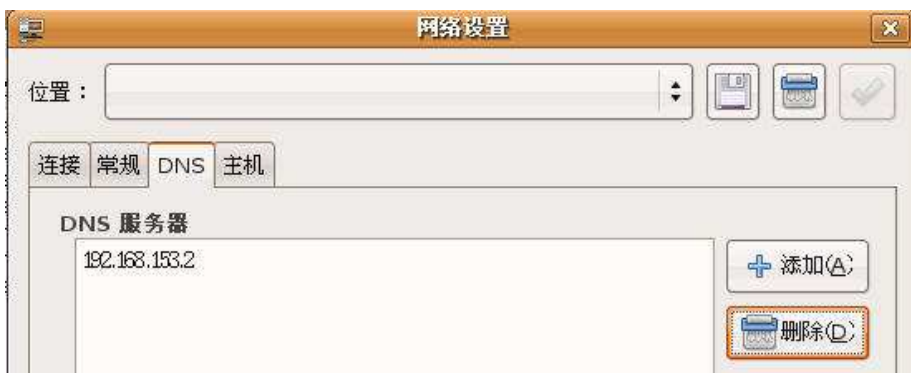 网络设置
位置：
连接 常规 DNS 主机
DNS 服务器
192.168.153.2
添加(A)
删除(D)